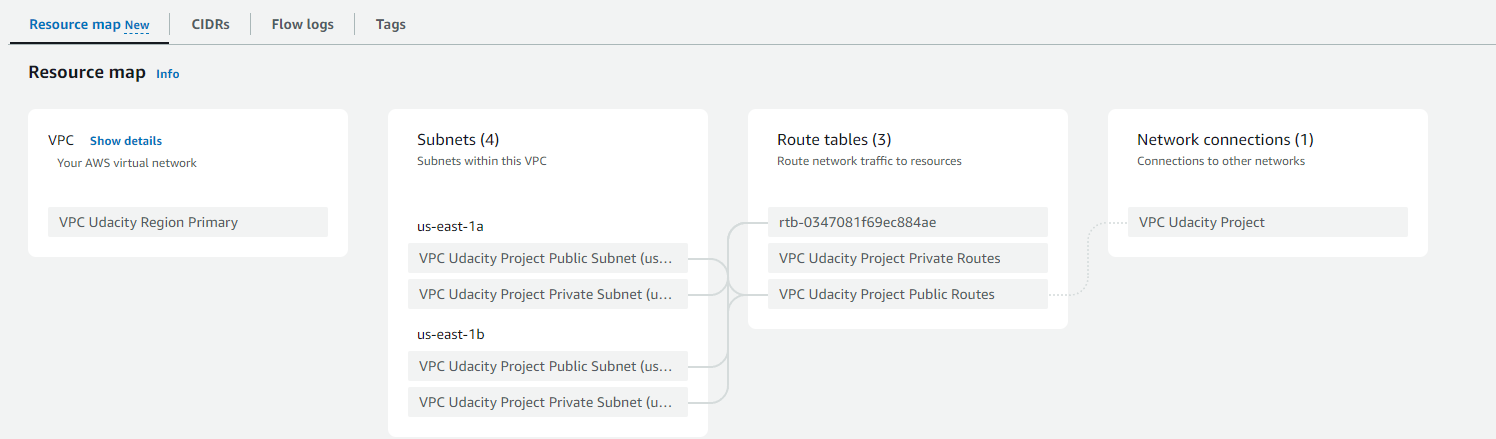 Resource map New
CIDRs
Flow logs
Tags
Resource map Info
VPC Show details
Your AWS virtual network
VPC Udacity Region Primary
Subnets (4)
Subnets within this VPC
us-east-1a
VPC Udacity Project Public Subnet (us...
VPC Udacity Project Private Subnet (u...
us-east-1b
VPC Udacity Project Public Subnet (us...
VPC Udacity Project Private Subnet (u...
Route tables (3)
Route network traffic to resources
rtb-0347081f69ec884ae
VPC Udacity Project Private Routes
VPC Udacity Project Public Routes
Network connections (1)
Connections to other networks
VPC Udacity Project